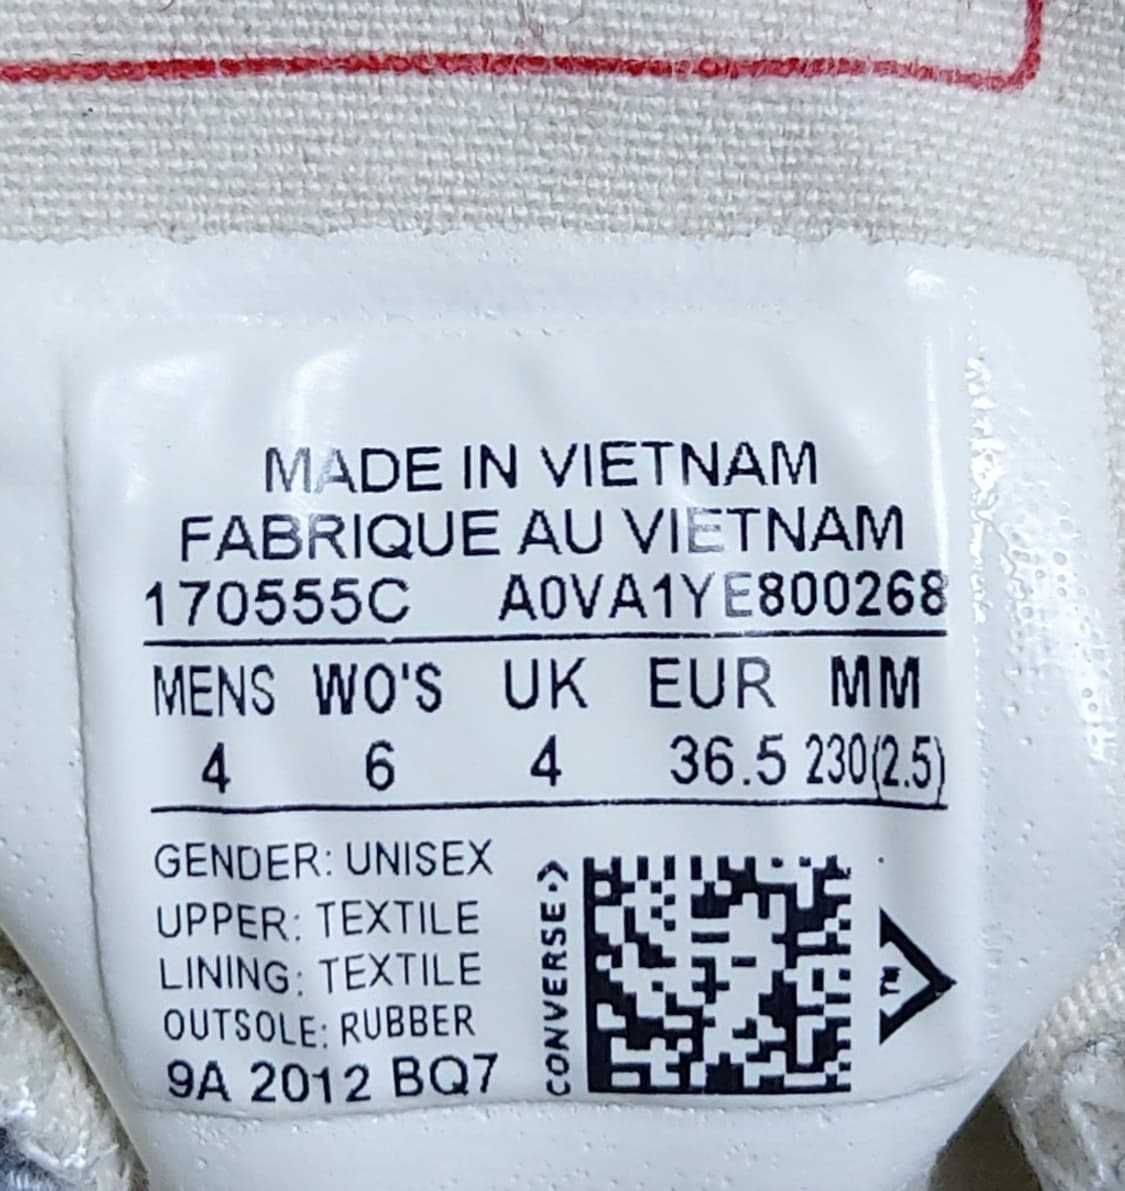 MADE IN VIETNAM
FABRIQUE AU VIETNAM
170555C A0VA1YE800268
MENS WO'S UK EUR MM
4 6 4 36.5 230(2.5)
GENDER: UNISEX
UPPER: TEXTILE
LINING: TEXTILE
OUTSOLE: RUBBER
9A 2012 BQ7
CONVERSE
TM